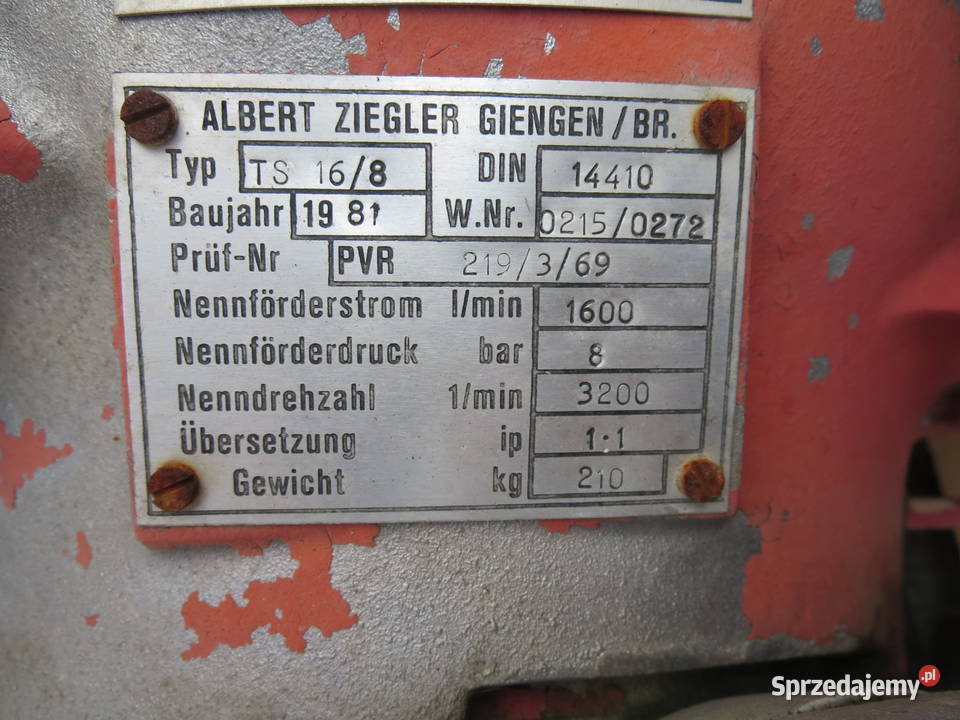 ALBERT ZIEGLER GIENGEN/BR.
Typ TS 16/8 DIN 14410
Baujahr 1981 W.Nr. 0215/0272
Prüf-Nr PVR 219/3/69
Nennförderstrom l/min 1600
Nennförderdruck bar 8
Nenndrehzahl 1/min 3200
Übersetzung ip 1·1
Gewicht kg 210
Sprzedajemy.pl